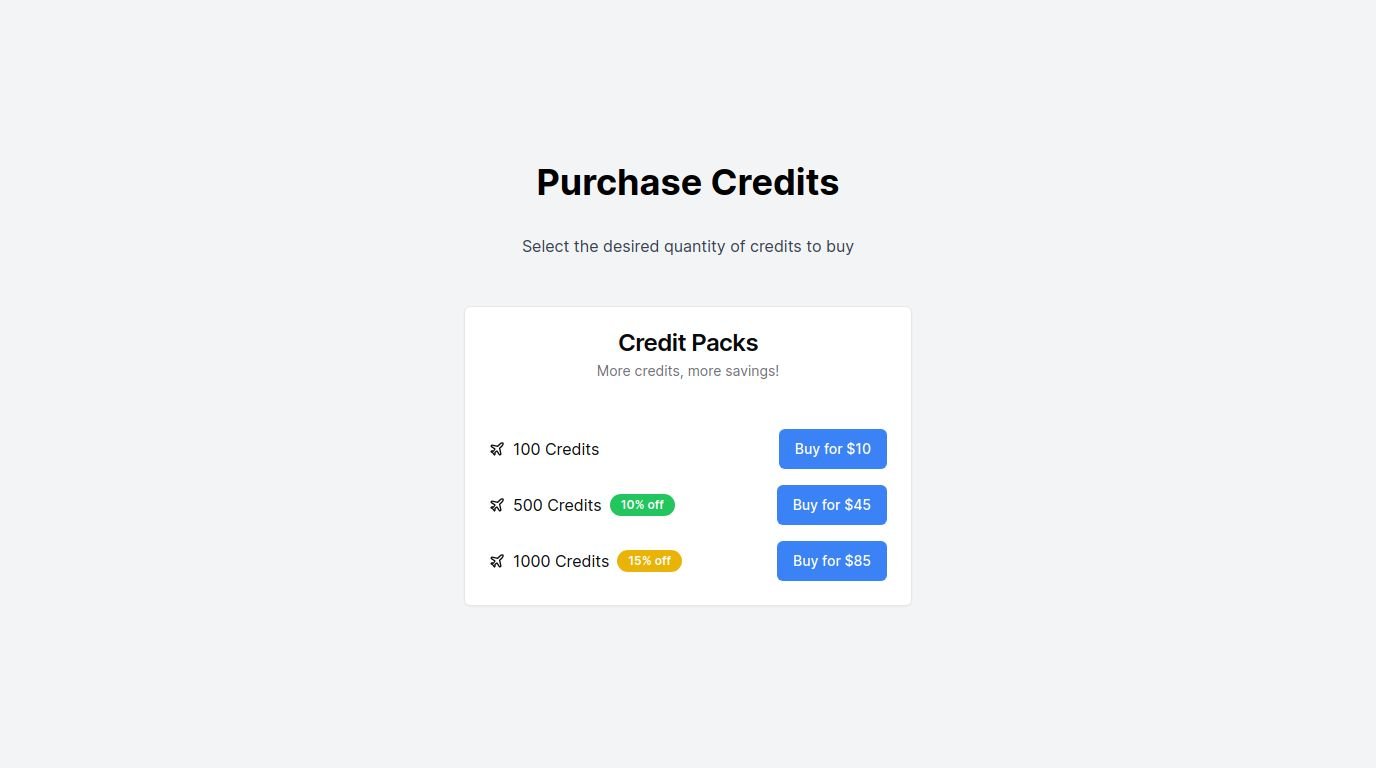 Purchase Credits
Select the desired quantity of credits to buy
Credit Packs
More credits, more savings!
100 Credits Buy for $10
500 Credits 10% off Buy for $45
1000 Credits 15% off Buy for $85